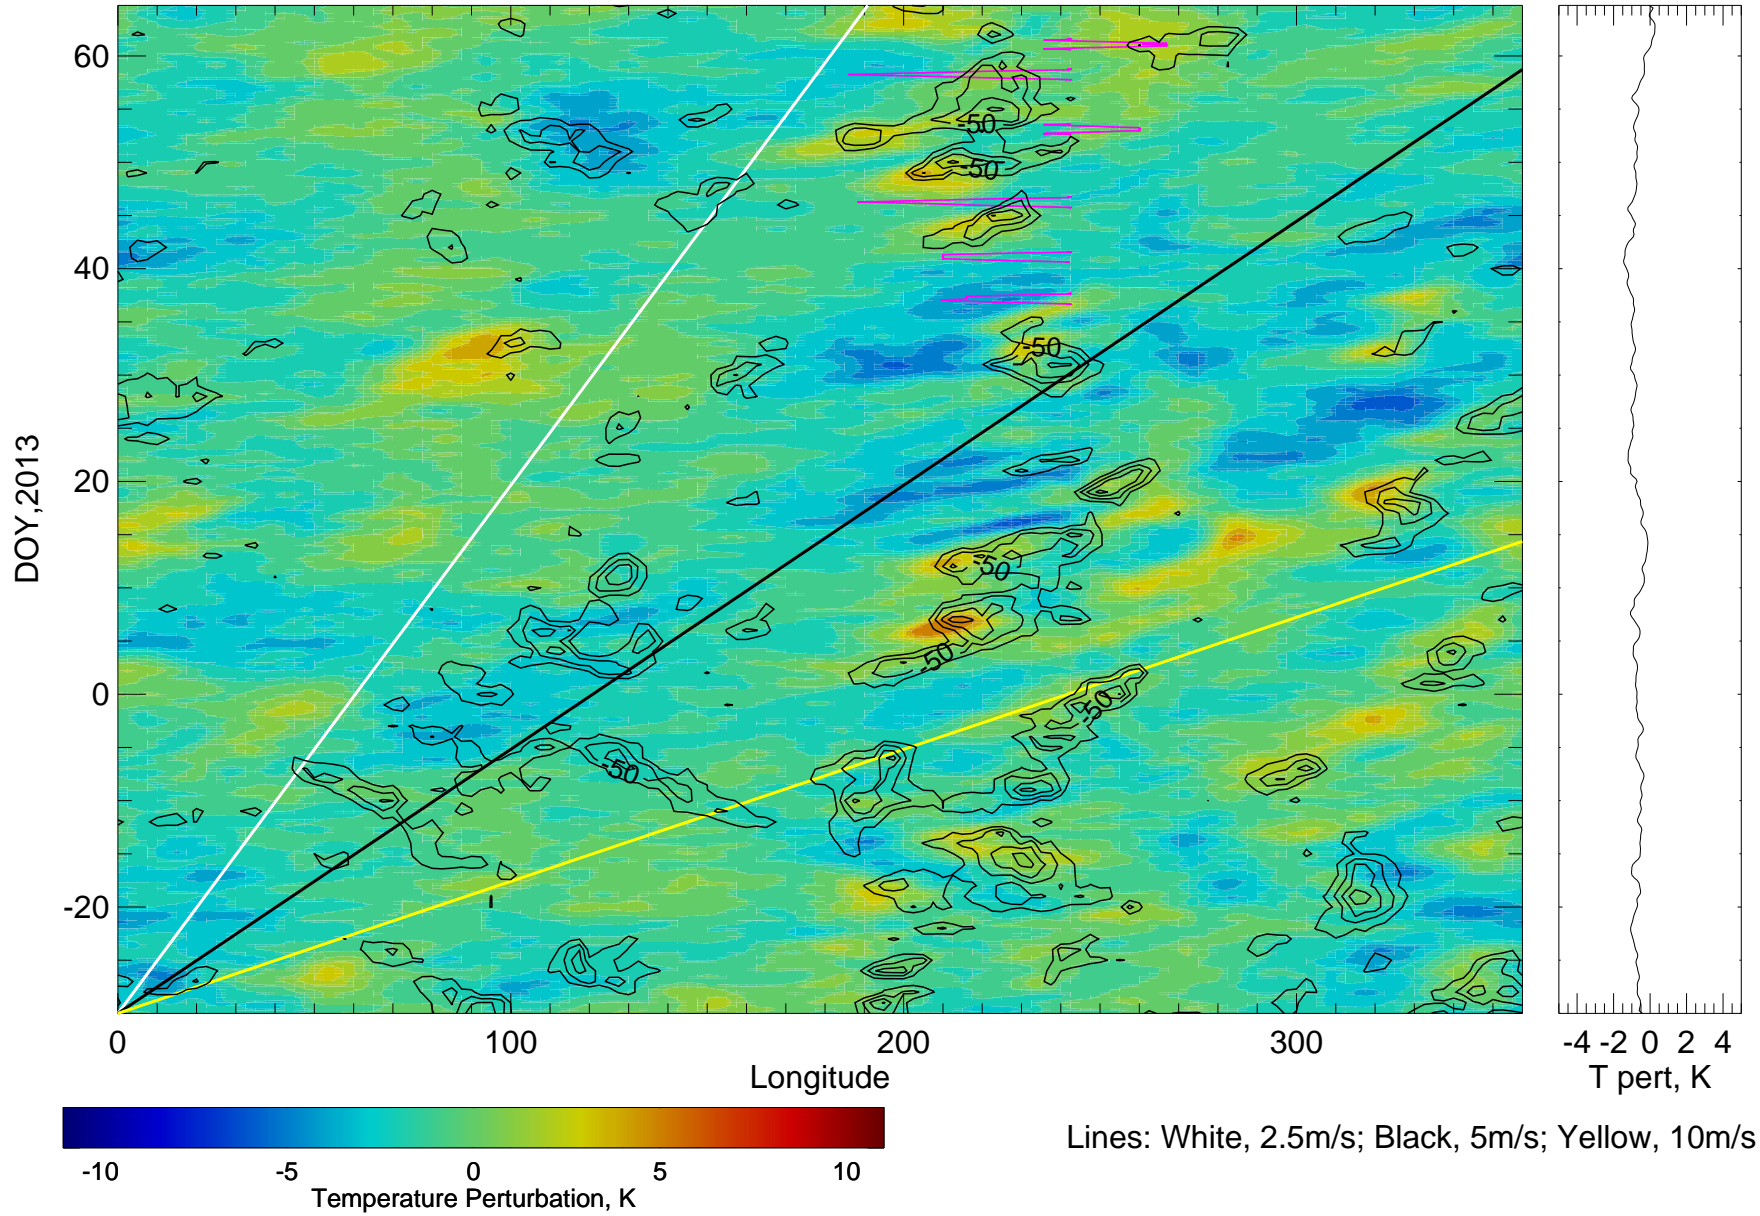 60
40
20
0
-20
DOY,2013
-50
-50
-50
-50
-50
-50
-50
0 100 200 300
Longitude
-4 -2 0 2 4
T pert, K
-10 -5 0 5 10
Temperature Perturbation, K
Lines: White, 2.5m/s; Black, 5m/s; Yellow, 10m/s